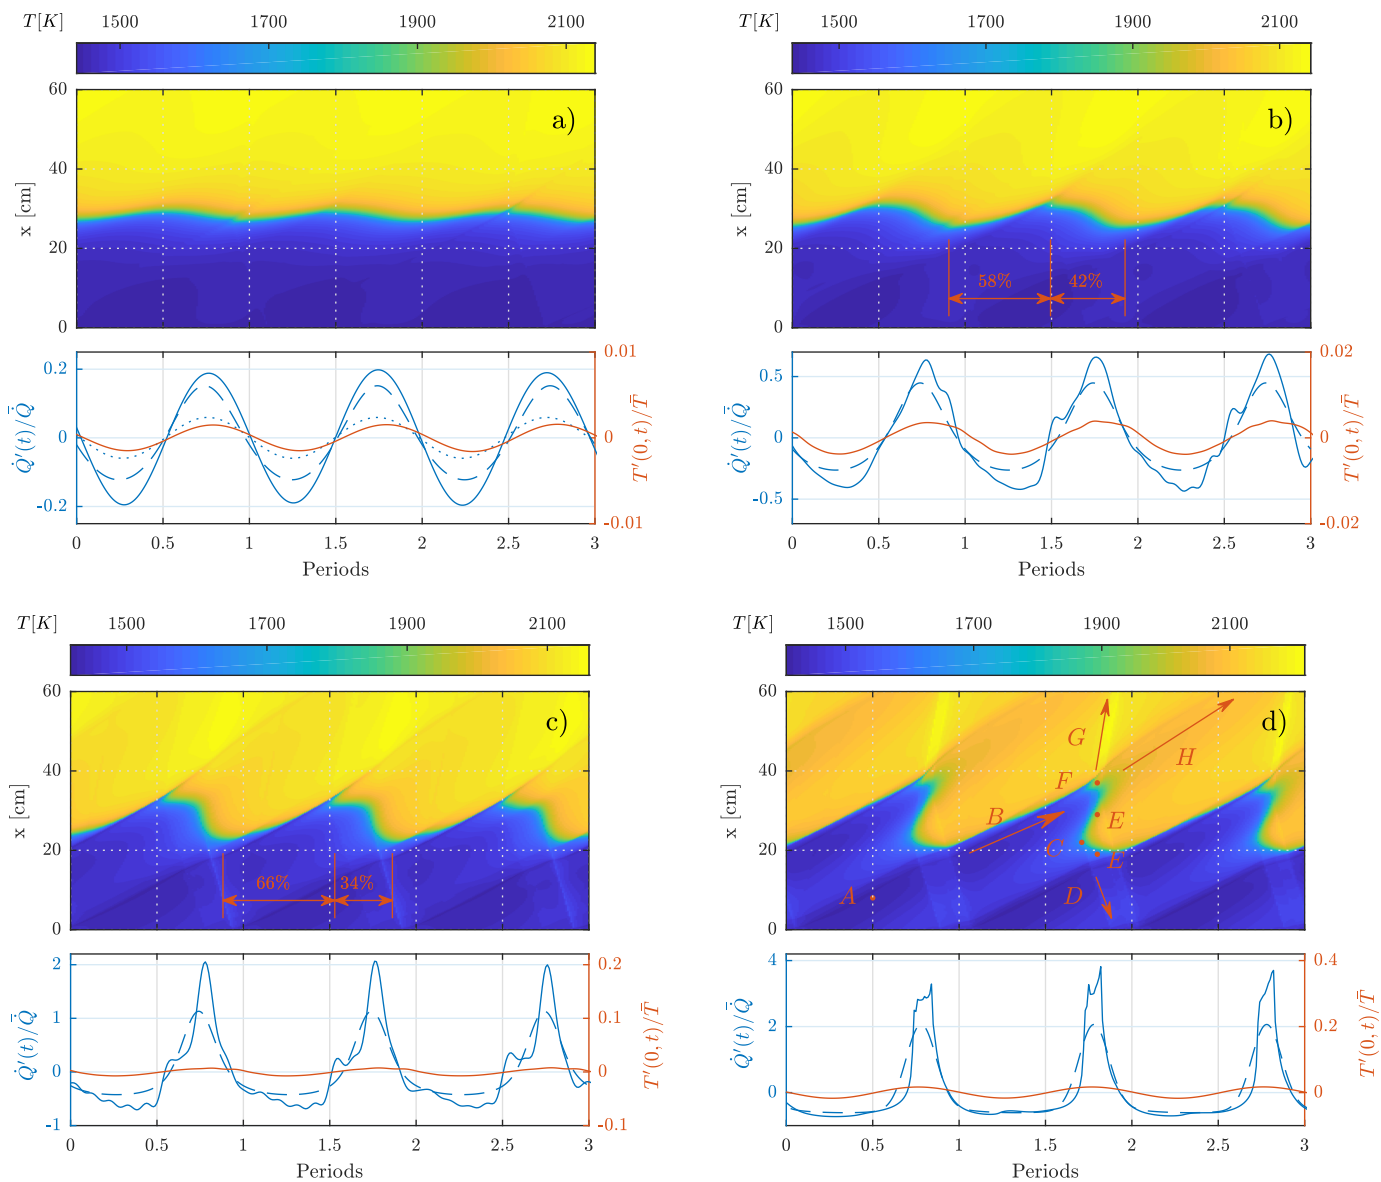 T[K] 1500 1700 1900 2100
60
40
20
0
x [cm]
a)
0.2
0
-0.2
Q̇′(t)/Q̇̄
0.01
0
-0.01
T′(0, t)/T̄
0 0.5 1 1.5 2 2.5 3
Periods
T[K] 1500 1700 1900 2100
60
40
20
0
x [cm]
b)
58% 42%
0.5
0
-0.5
Q̇′(t)/Q̇̄
0.02
0
-0.02
T′(0, t)/T̄
0 0.5 1 1.5 2 2.5 3
Periods
T[K] 1500 1700 1900 2100
60
40
20
0
x [cm]
c)
66% 34%
2
1
0
-1
Q̇′(t)/Q̇̄
0.2
0.1
0
-0.1
T′(0, t)/T̄
0 0.5 1 1.5 2 2.5 3
Periods
T[K] 1500 1700 1900 2100
60
40
20
0
x [cm]
d)
G
H
F
B
E
C
E
D
A
4
2
0
Q̇′(t)/Q̇̄
0.4
0.2
0
T′(0, t)/T̄
0 0.5 1 1.5 2 2.5 3
Periods